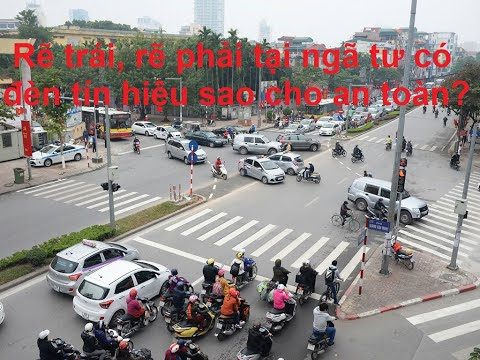 Rẽ trái, rẽ phải tại ngã tư có
đèn tín hiệu sao cho an toàn?